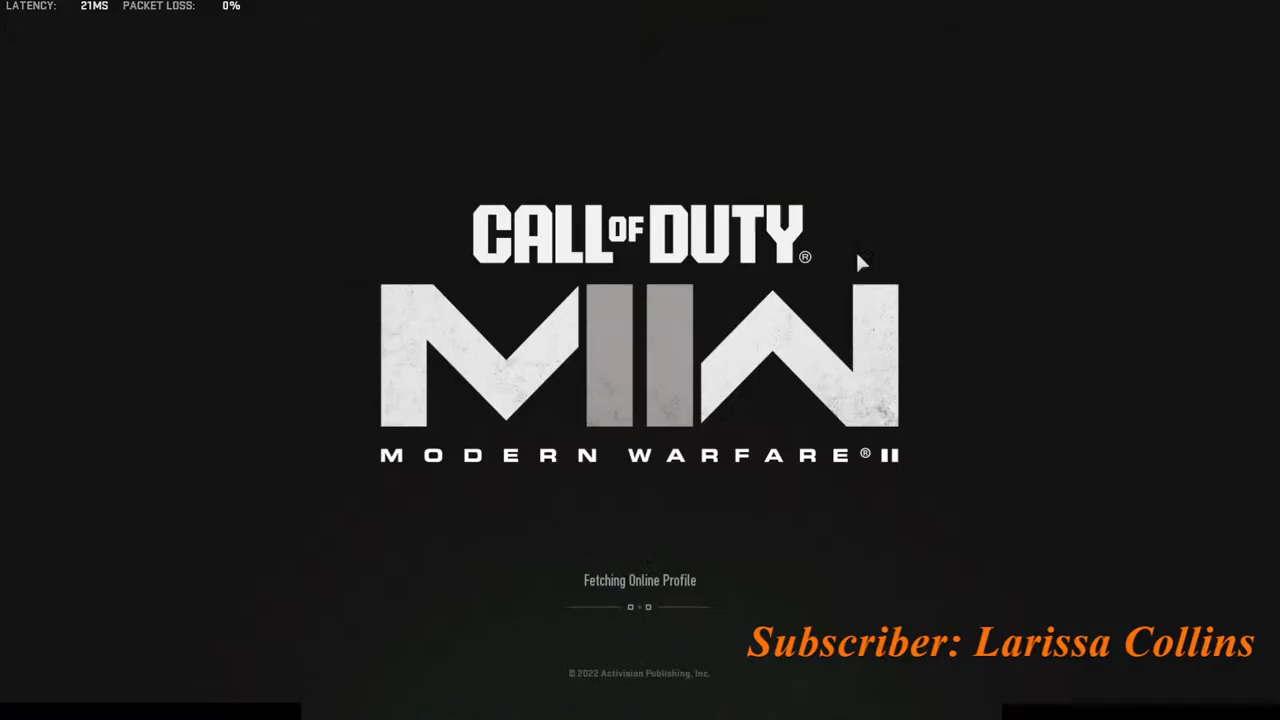 LATENCY: 21MS PACKET LOSS: 0%
CALL OF DUTY®
MIIW
MODERN WARFARE® II
Fetching Online Profile
Subscriber: Larissa Collins
© 2022 Activision Publishing, Inc.